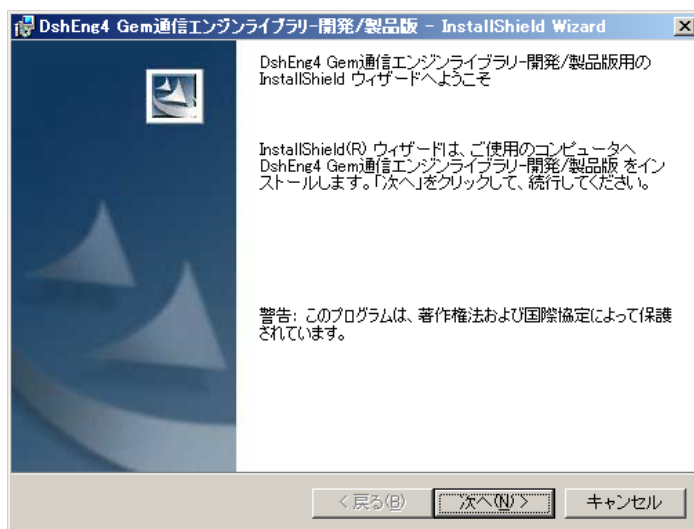 DshEng4 Gem通信エンジンライブラリ-開発/製品版 - InstallShield Wizard
DshEng4 Gem通信エンジンライブラリ-開発/製品版用の
InstallShield ウィザードへようこそ
InstallShield(R) ウィザードは、ご使用のコンピュータへ
DshEng4 Gem通信エンジンライブラリ-開発/製品版 をイン
ストールします。「次へ」をクリックして、続行してください。
警告: このプログラムは、著作権法および国際協定によって保護
されています。
< 戻る(B)
次へ(N) >
キャンセル